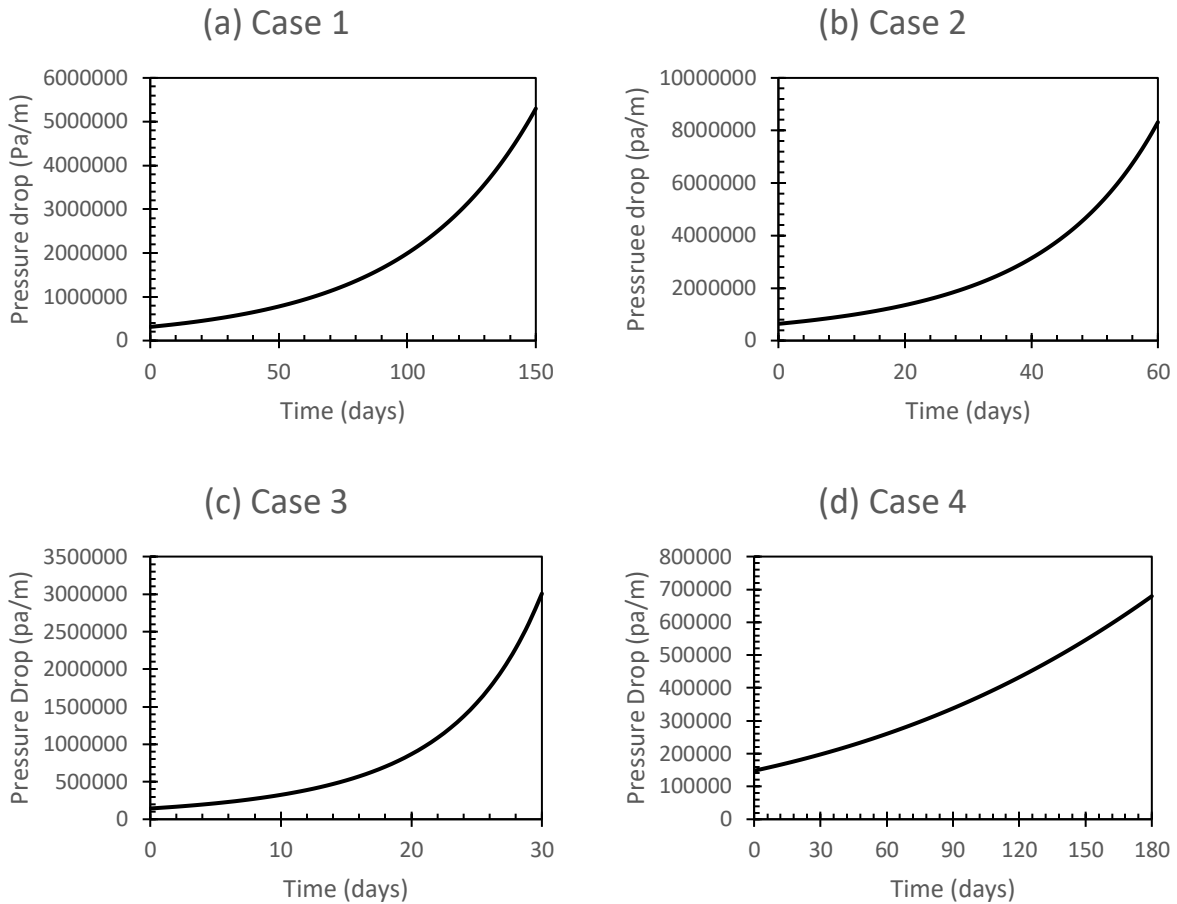 (a) Case 1
6000000
5000000
4000000
3000000
2000000
1000000
0
Pressure drop (Pa/m)
0 50 100 150
Time (days)
(b) Case 2
10000000
8000000
6000000
4000000
2000000
0
Pressruee drop (pa/m)
0 20 40 60
Time (days)
(c) Case 3
3500000
3000000
2500000
2000000
1500000
1000000
500000
0
Pressure Drop (pa/m)
0 10 20 30
Time (days)
(d) Case 4
800000
700000
600000
500000
400000
300000
200000
100000
0
Pressure Drop (pa/m)
0 30 60 90 120 150 180
Time (days)